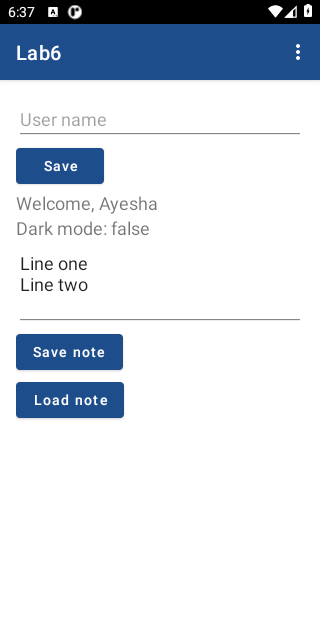 6:37
Lab6
User name
Save
Welcome, Ayesha
Dark mode: false
Line one
Line two
Save note
Load note